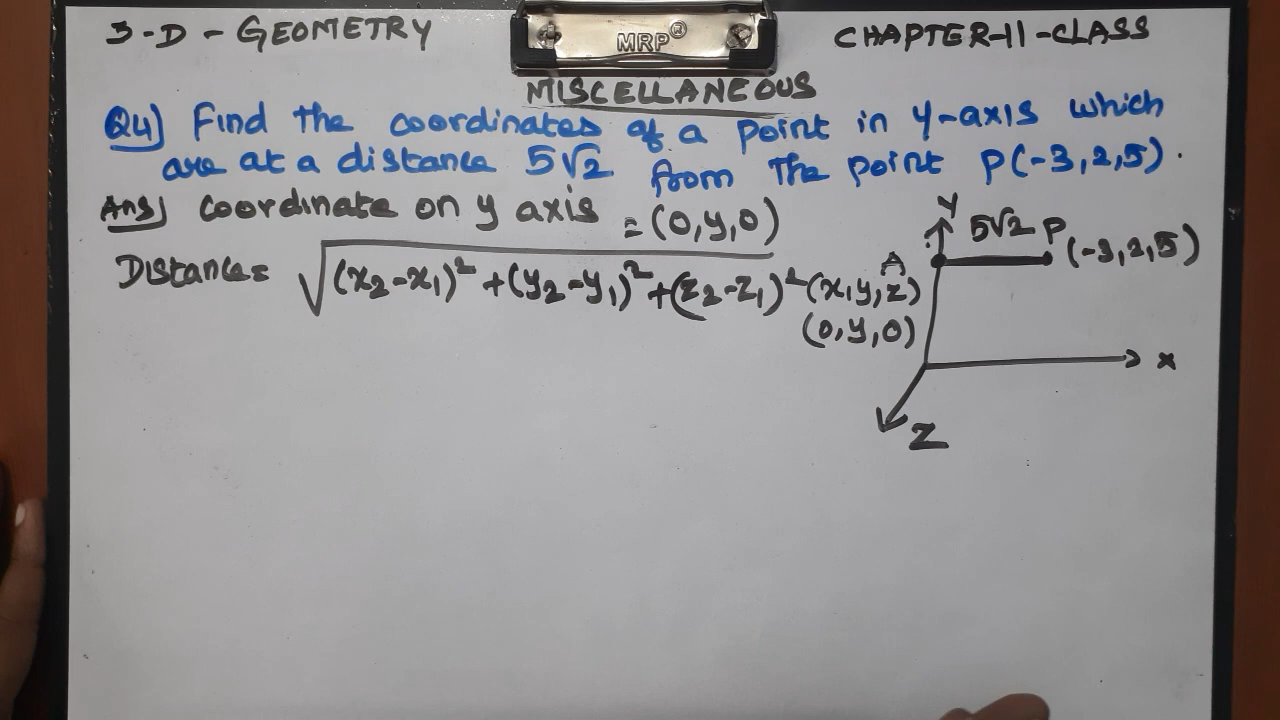 3-D - GEOMETRY
MRP®
CHAPTER-11-CLASS
MISCELLANEOUS
Q4) Find the coordinates of a point in y-axis which
are at a distance 5√2 from the point P(-3,2,5).
Ans) coordinate on y axis = (0,y,0)
Distance= √(x₂-x₁)²+(y₂-y₁)²+(z₂-z₁)²
Y
5√2 P
(-3,2,5)
A
(x,y,z)
(0,y,0)
x
Z